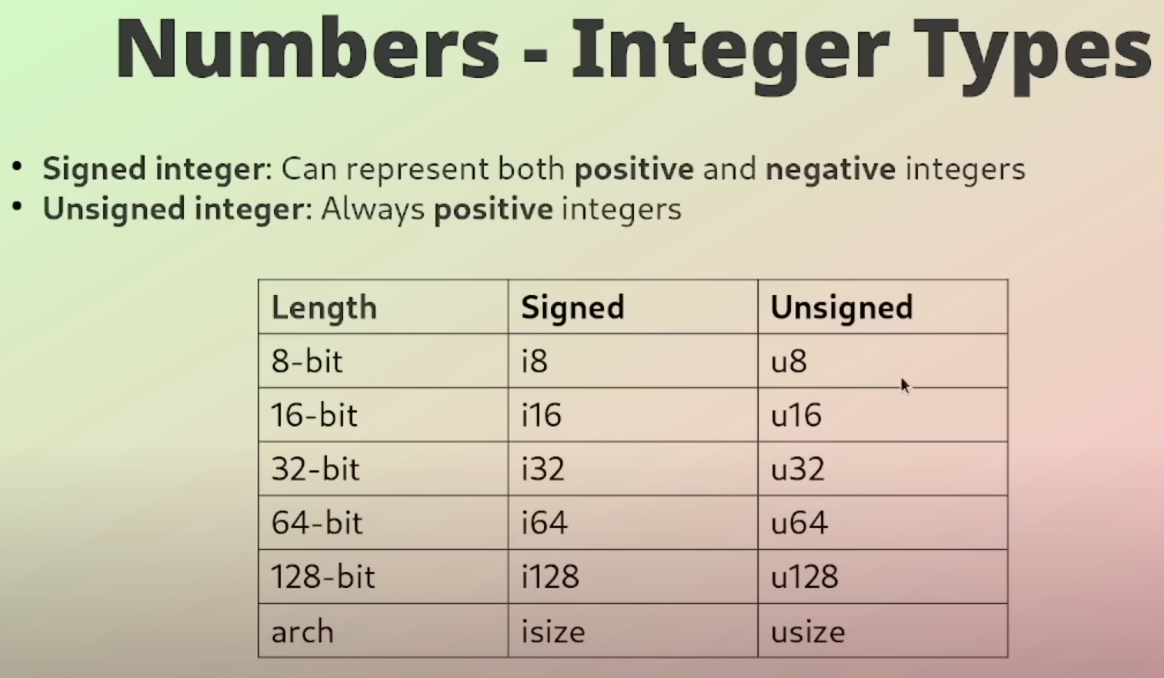 Numbers - Integer Types
• Signed integer: Can represent both positive and negative integers
• Unsigned integer: Always positive integers
Length Signed Unsigned
8-bit i8 u8
16-bit i16 u16
32-bit i32 u32
64-bit i64 u64
128-bit i128 u128
arch isize usize